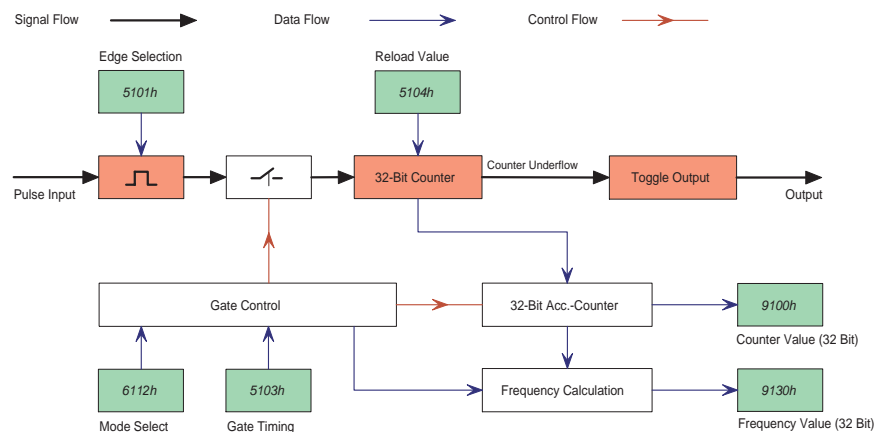 Signal Flow
Data Flow
Control Flow
Edge Selection
Reload Value
5101h
5104h
Pulse Input
32-Bit Counter
Counter Underflow
Toggle Output
Output
Gate Control
32-Bit Acc.-Counter
9100h
Counter Value (32 Bit)
6112h
5103h
Frequency Calculation
9130h
Mode Select
Gate Timing
Frequency Value (32 Bit)